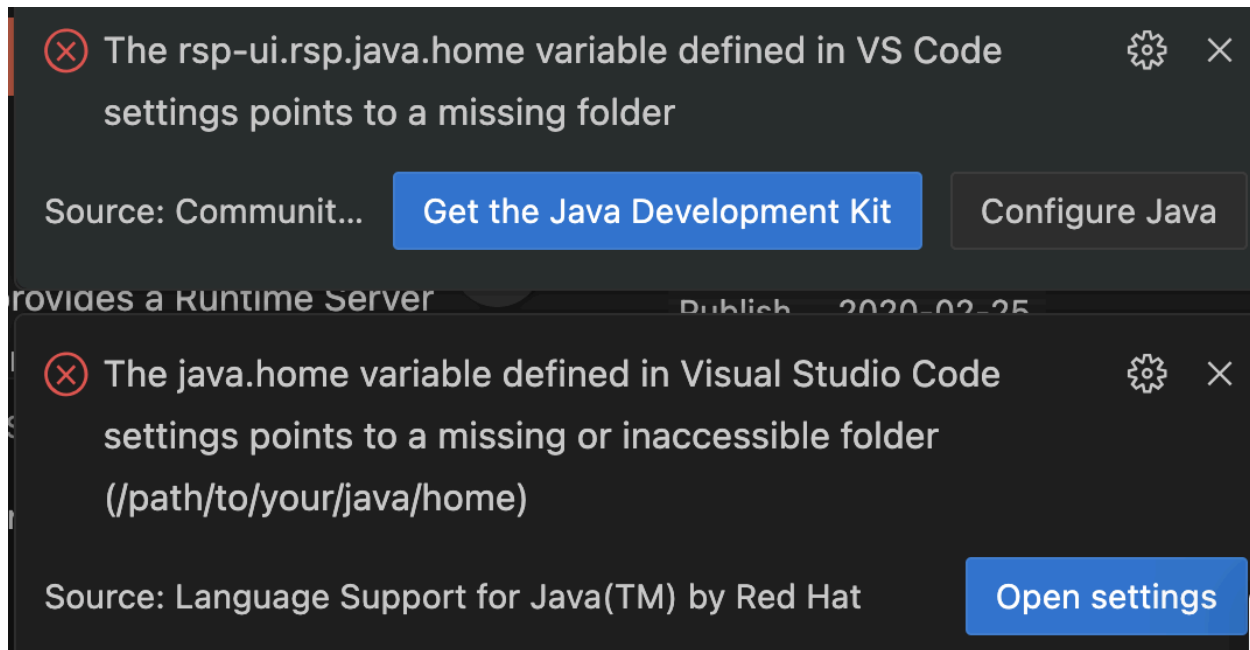 The rsp-ui.rsp.java.home variable defined in VS Code
settings points to a missing folder
Source: Communit...
Get the Java Development Kit
Configure Java
provides a Runtime Server
Publish 2020-02-25
The java.home variable defined in Visual Studio Code
settings points to a missing or inaccessible folder
(/path/to/your/java/home)
Source: Language Support for Java(TM) by Red Hat
Open settings